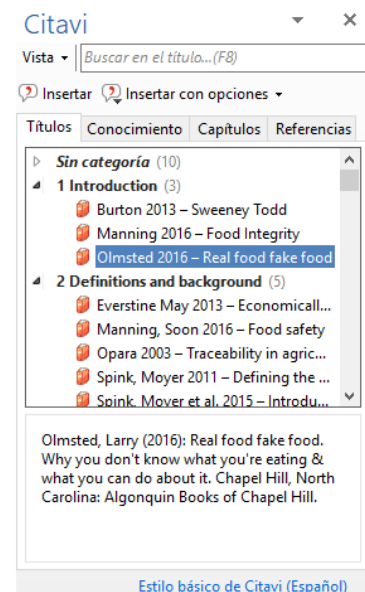 Citavi
Vista Buscar en el título...(F8)
Insertar Insertar con opciones
Títulos Conocimiento Capítulos Referencias
Sin categoría (10)
1 Introduction (3)
Burton 2013 – Sweeney Todd
Manning 2016 – Food Integrity
Olmsted 2016 – Real food fake food
2 Definitions and background (5)
Everstine May 2013 – Economicall...
Manning, Soon 2016 – Food safety
Opara 2003 – Traceability in agric...
Spink, Moyer 2011 – Defining the ...
Spink, Moyer et al. 2015 – Introdu...
Olmsted, Larry (2016): Real food fake food.
Why you don't know what you're eating &
what you can do about it. Chapel Hill, North
Carolina: Algonquin Books of Chapel Hill.
Estilo básico de Citavi (Español)